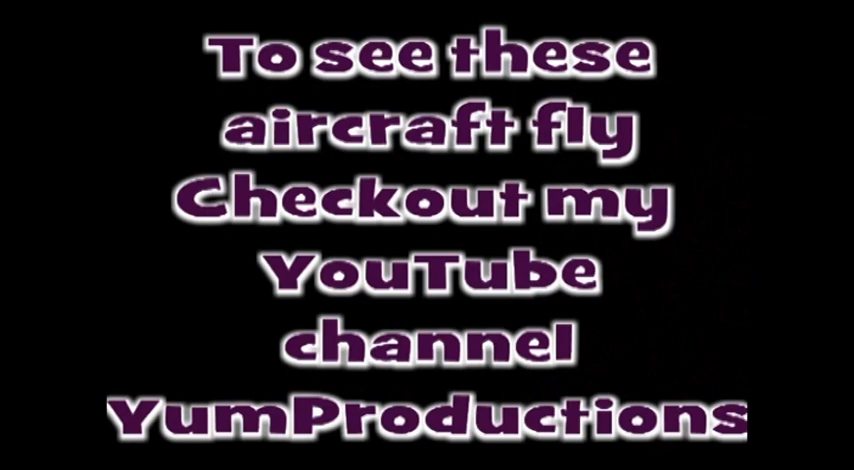 To see these
aircraft fly
Checkout my
YouTube
channel
YumProductions